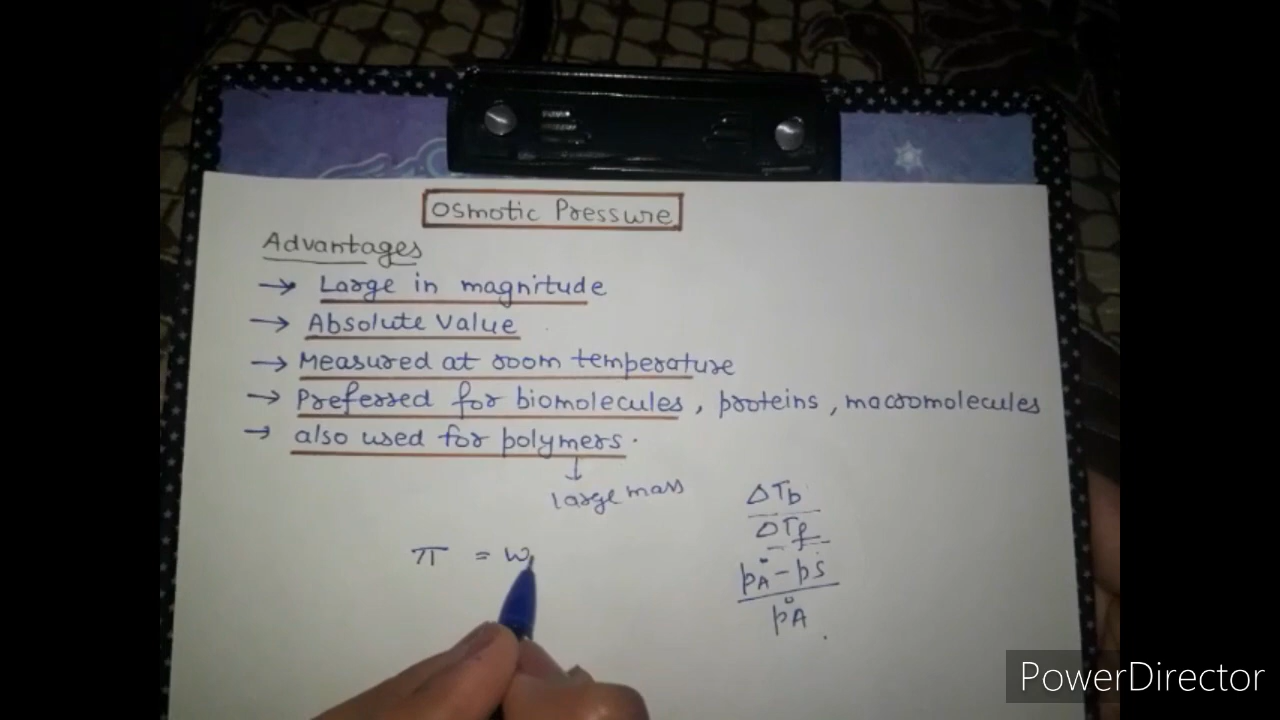 Osmotic Pressure
Advantages
→ Large in magnitude
→ Absolute Value
→ Measured at room temperature
→ Preferred for biomolecules, proteins, macromolecules
→ also used for polymers.
↓
large mass
ΔTb
ΔTf
p°A - ps
p°A
π = w
PowerDirector